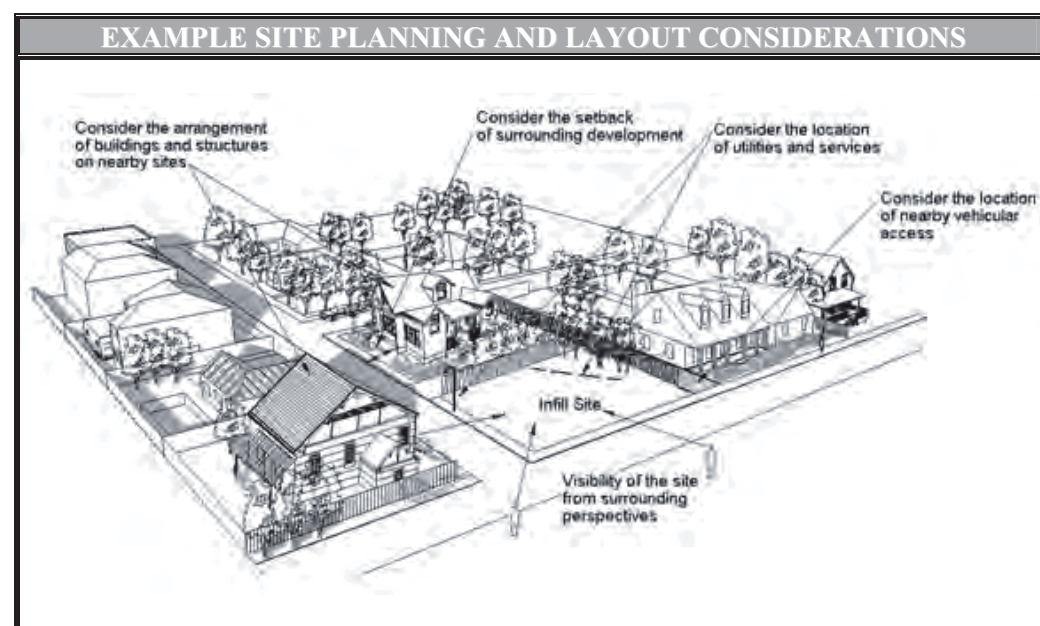 EXAMPLE SITE PLANNING AND LAYOUT CONSIDERATIONS
Consider the arrangement
of buildings and structures
on nearby sites
Consider the setback
of surrounding development
Consider the location
of utilities and services
Consider the location
of nearby vehicular
access
Infill Site
Visibility of the site
from surrounding
perspectives